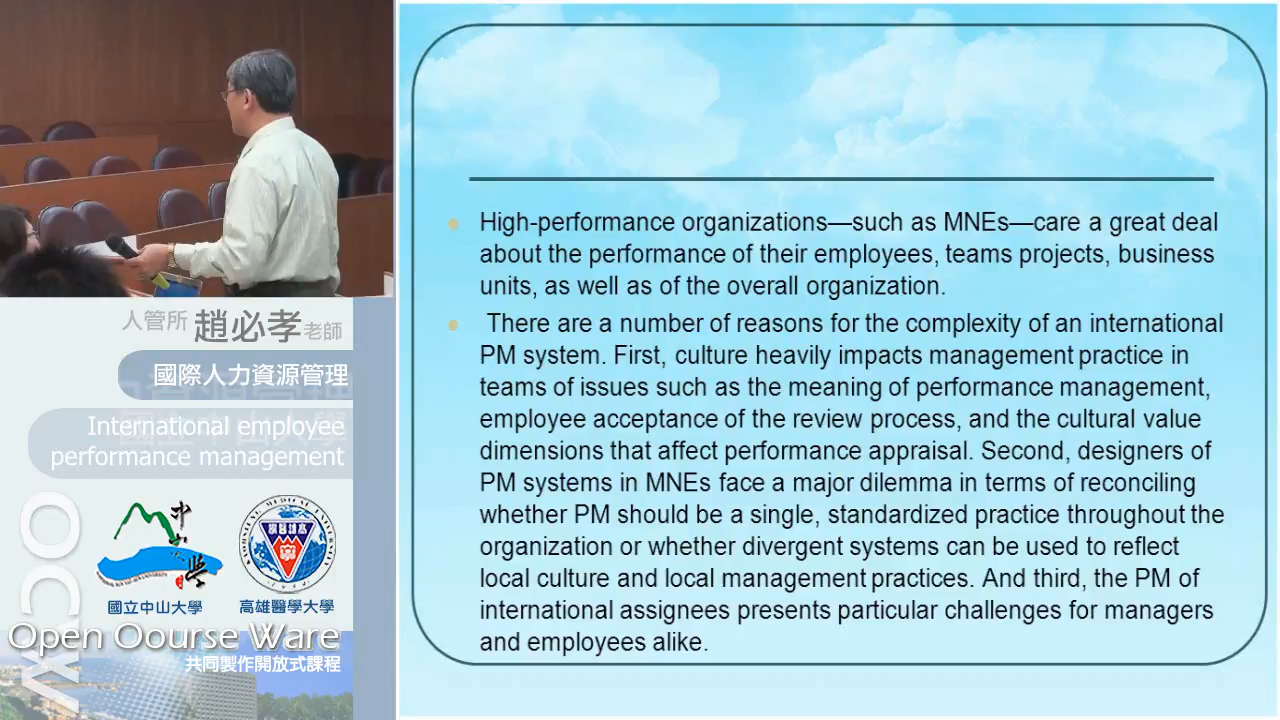 High-performance organizations—such as MNEs—care a great deal
about the performance of their employees, teams projects, business
units, as well as of the overall organization.
There are a number of reasons for the complexity of an international
PM system. First, culture heavily impacts management practice in
teams of issues such as the meaning of performance management,
employee acceptance of the review process, and the cultural value
dimensions that affect performance appraisal. Second, designers of
PM systems in MNEs face a major dilemma in terms of reconciling
whether PM should be a single, standardized practice throughout the
organization or whether divergent systems can be used to reflect
local culture and local management practices. And third, the PM of
international assignees presents particular challenges for managers
and employees alike.
人管所 趙必孝老師
國際人力資源管理
International employee
performance management
OCW
中山大學
KAOHSIUNG MEDICAL UNIVERSITY
國立中山大學
高雄醫學大學
Open Oourse Ware
共同製作開放式課程